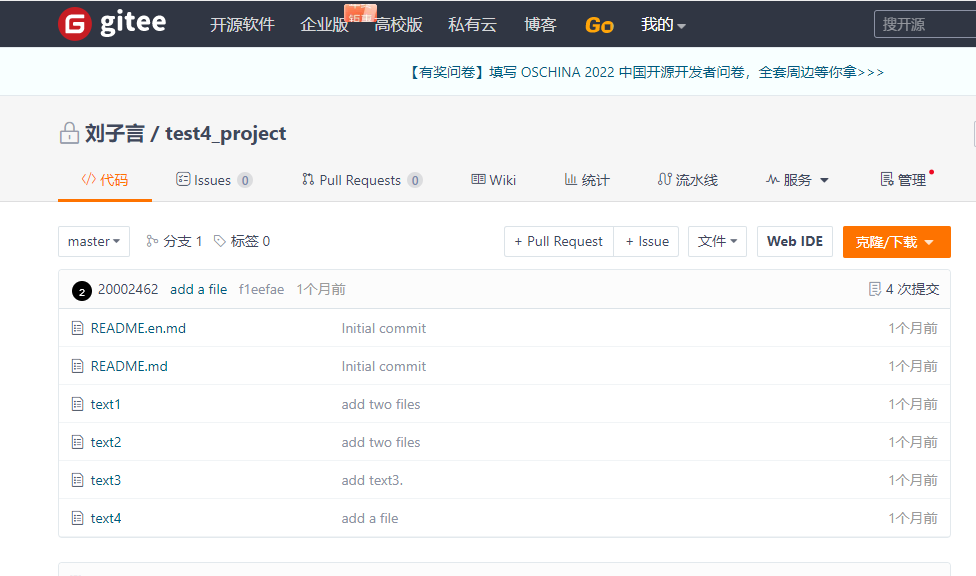 gitee 开源软件 企业版 高校版 私有云 博客 Go 我的 搜开源
【有奖问卷】填写 OSCHINA 2022 中国开源开发者问卷，全套周边等你拿>>>
刘子言 / test4_project
代码 Issues 0 Pull Requests 0 Wiki 统计 流水线 服务 管理
master 分支 1 标签 0 + Pull Request + Issue 文件 Web IDE 克隆/下载
2 20002462 add a file f1eefae 1个月前 4 次提交
README.en.md Initial commit 1个月前
README.md Initial commit 1个月前
text1 add two files 1个月前
text2 add two files 1个月前
text3 add text3. 1个月前
text4 add a file 1个月前